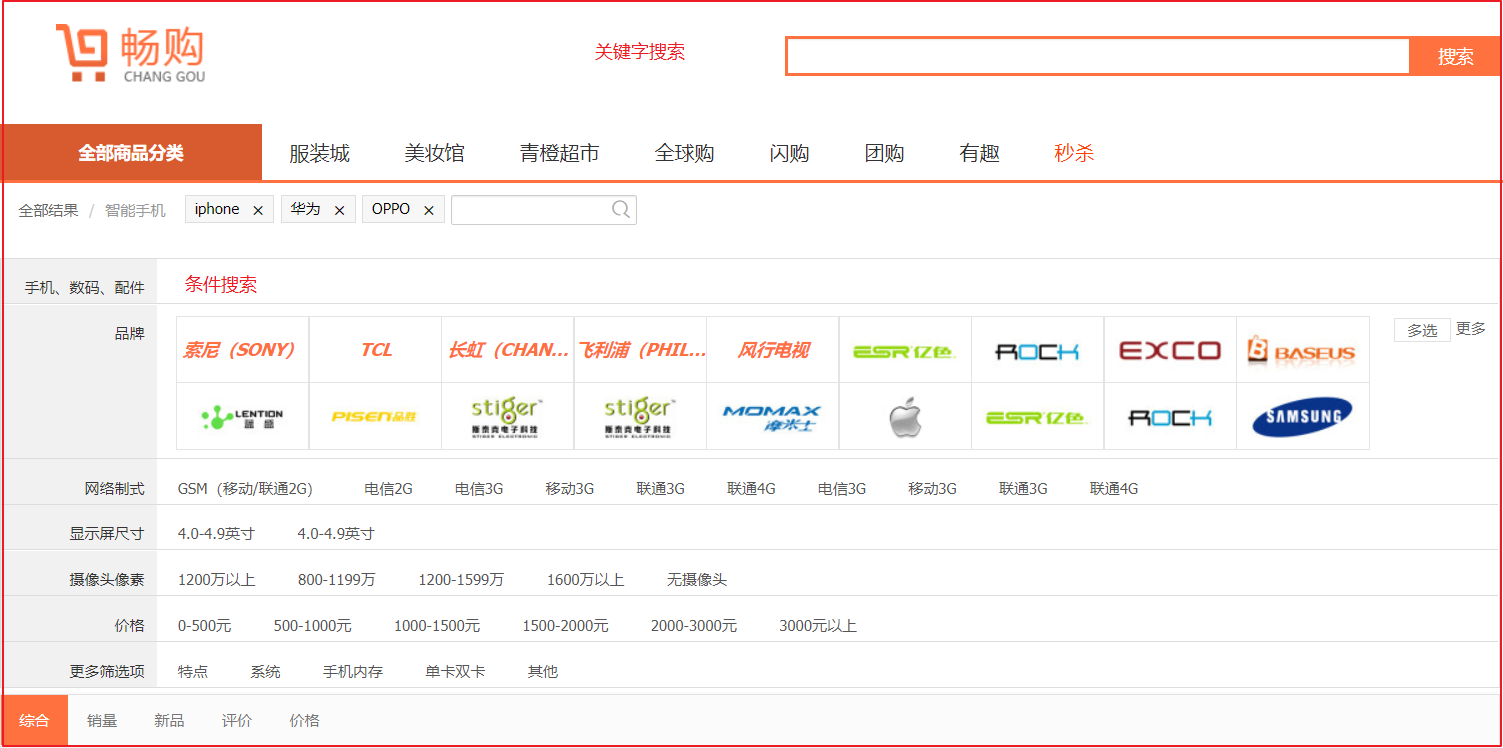 畅购
CHANG GOU
关键字搜索
搜索
全部商品分类 服装城 美妆馆 青橙超市 全球购 闪购 团购 有趣 秒杀
全部结果 / 智能手机 iphone × 华为 × OPPO ×
手机、数码、配件 条件搜索
品牌 多选 更多
索尼（SONY） TCL 长虹（CHAN... 飞利浦（PHIL... 风行电视 ESR亿色 ROCK EXCO BASEUS
LENTION 蓝盛 PISEN品胜 stiger 斯泰克电子科技 STIGER ELECTRONIC stiger 斯泰克电子科技 STIGER ELECTRONIC MOMAX 摩米士 ESR亿色 ROCK SAMSUNG
网络制式 GSM（移动/联通2G） 电信2G 电信3G 移动3G 联通3G 联通4G 电信3G 移动3G 联通3G 联通4G
显示屏尺寸 4.0-4.9英寸 4.0-4.9英寸
摄像头像素 1200万以上 800-1199万 1200-1599万 1600万以上 无摄像头
价格 0-500元 500-1000元 1000-1500元 1500-2000元 2000-3000元 3000元以上
更多筛选项 特点 系统 手机内存 单卡双卡 其他
综合 销量 新品 评价 价格